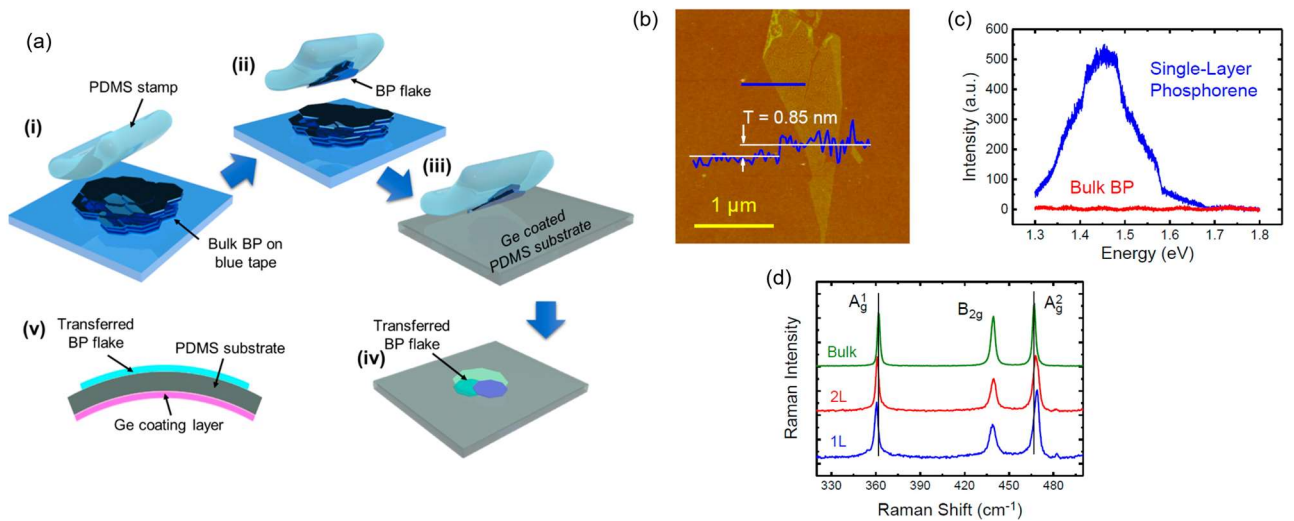 (a)
(i)
PDMS stamp
Bulk BP on
blue tape
(ii)
BP flake
(iii)
Ge coated
PDMS substrate
(iv)
Transferred
BP flake
(v)
Transferred
BP flake
PDMS substrate
Ge coating layer
(b)
T = 0.85 nm
1 μm
(c)
600
500
400
300
200
100
0
Intensity (a.u.)
Single-Layer
Phosphorene
Bulk BP
1.3 1.4 1.5 1.6 1.7 1.8
Energy (eV)
(d)
A¹g B2g A²g
Bulk
2L
1L
Raman Intensity
330 360 390 420 450 480
Raman Shift (cm⁻¹)